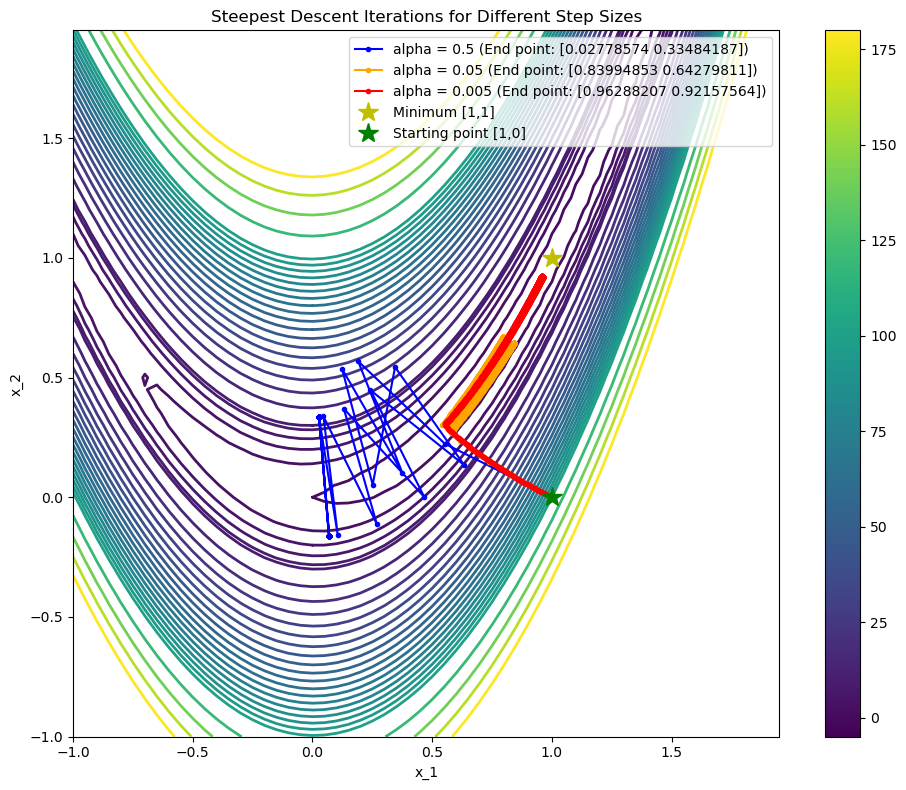 Steepest Descent Iterations for Different Step Sizes
alpha = 0.5 (End point: [0.02778574 0.33484187])
alpha = 0.05 (End point: [0.83994853 0.64279811])
alpha = 0.005 (End point: [0.96288207 0.92157564])
Minimum [1,1]
Starting point [1,0]
x_2
1.5
1.0
0.5
0.0
−0.5
−1.0
−1.0
−0.5
0.0
0.5
1.0
1.5
x_1
175
150
125
100
75
50
25
0